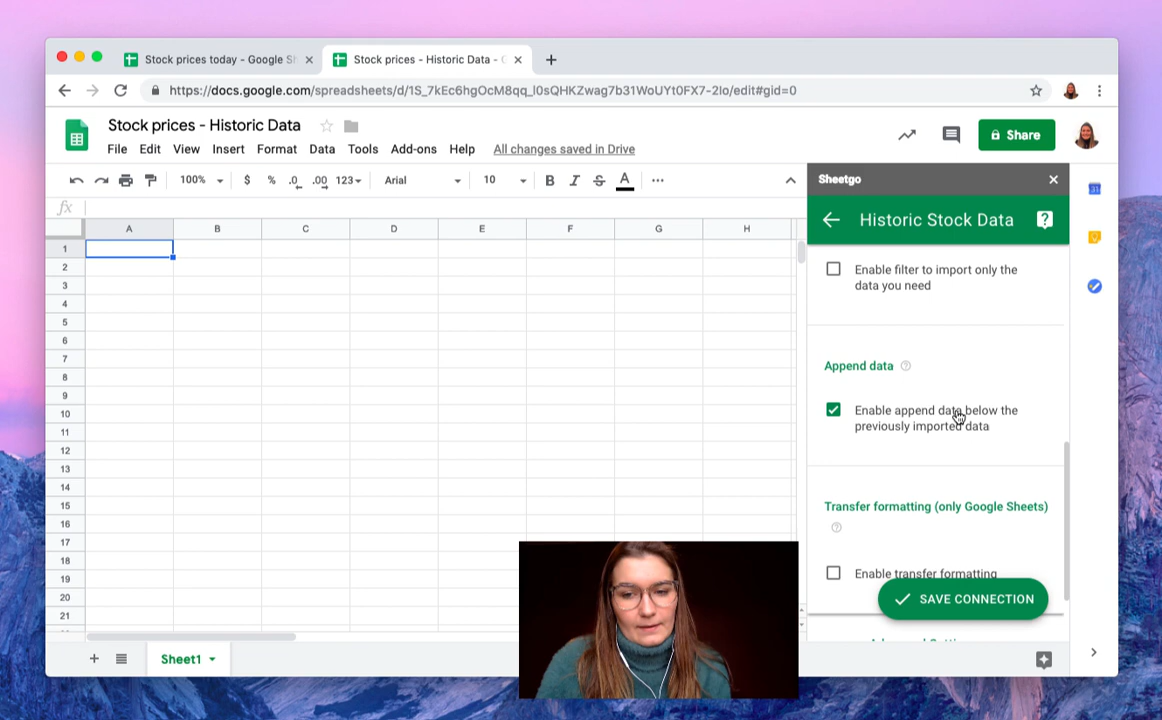 Stock prices today - Google Sh
Stock prices - Historic Data - G
https://docs.google.com/spreadsheets/d/1S_7kEc6hgOcM8qq_l0sQHKZwag7b31WoUYt0FX7-2Io/edit#gid=0
Stock prices - Historic Data
File Edit View Insert Format Data Tools Add-ons Help All changes saved in Drive
Share
100% $ % .0 .00 123 Arial 10 B I S A
fx
Sheetgo
Historic Stock Data
A B C D E F G H
1
2
3
4
5
6
7
8
9
10
11
12
13
14
15
16
17
18
19
20
21
Enable filter to import only the
data you need
Append data
Enable append data below the
previously imported data
Transfer formatting (only Google Sheets)
Enable transfer formatting
SAVE CONNECTION
Sheet1